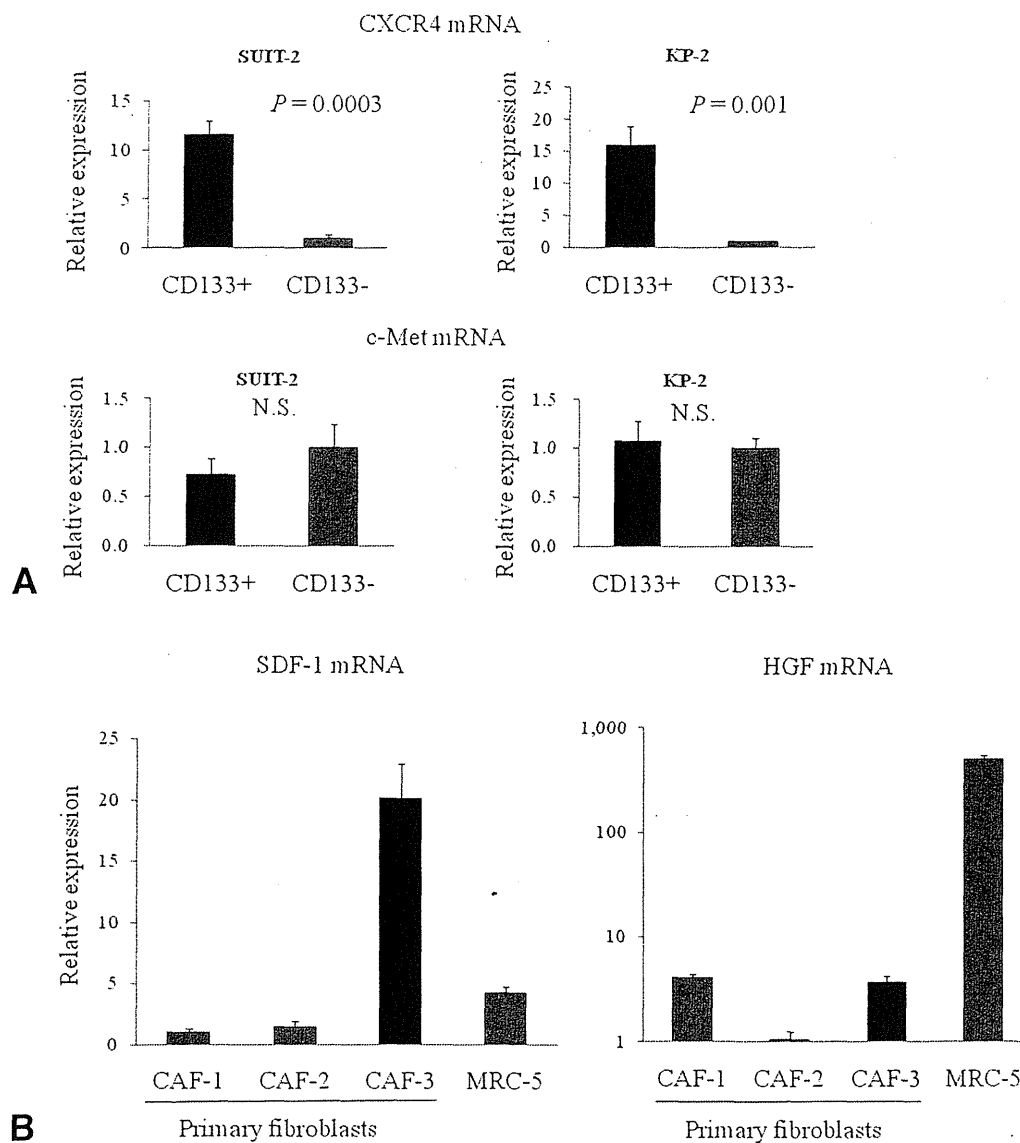 CXCR4 mRNA
SUIT-2
KP-2
P = 0.0003
P = 0.001
Relative expression
15
10
5
0
CD133+ CD133-
Relative expression
25
20
15
10
5
0
CD133+ CD133-
c-Met mRNA
SUIT-2
KP-2
N.S.
N.S.
Relative expression
1.5
1.0
0.5
0.0
CD133+ CD133-
Relative expression
1.5
1.0
0.5
0.0
CD133+ CD133-
A
SDF-1 mRNA
HGF mRNA
Relative expression
25
20
15
10
5
0
CAF-1 CAF-2 CAF-3 MRC-5
Primary fibroblasts
1,000
100
10
1
CAF-1 CAF-2 CAF-3 MRC-5
Primary fibroblasts
B